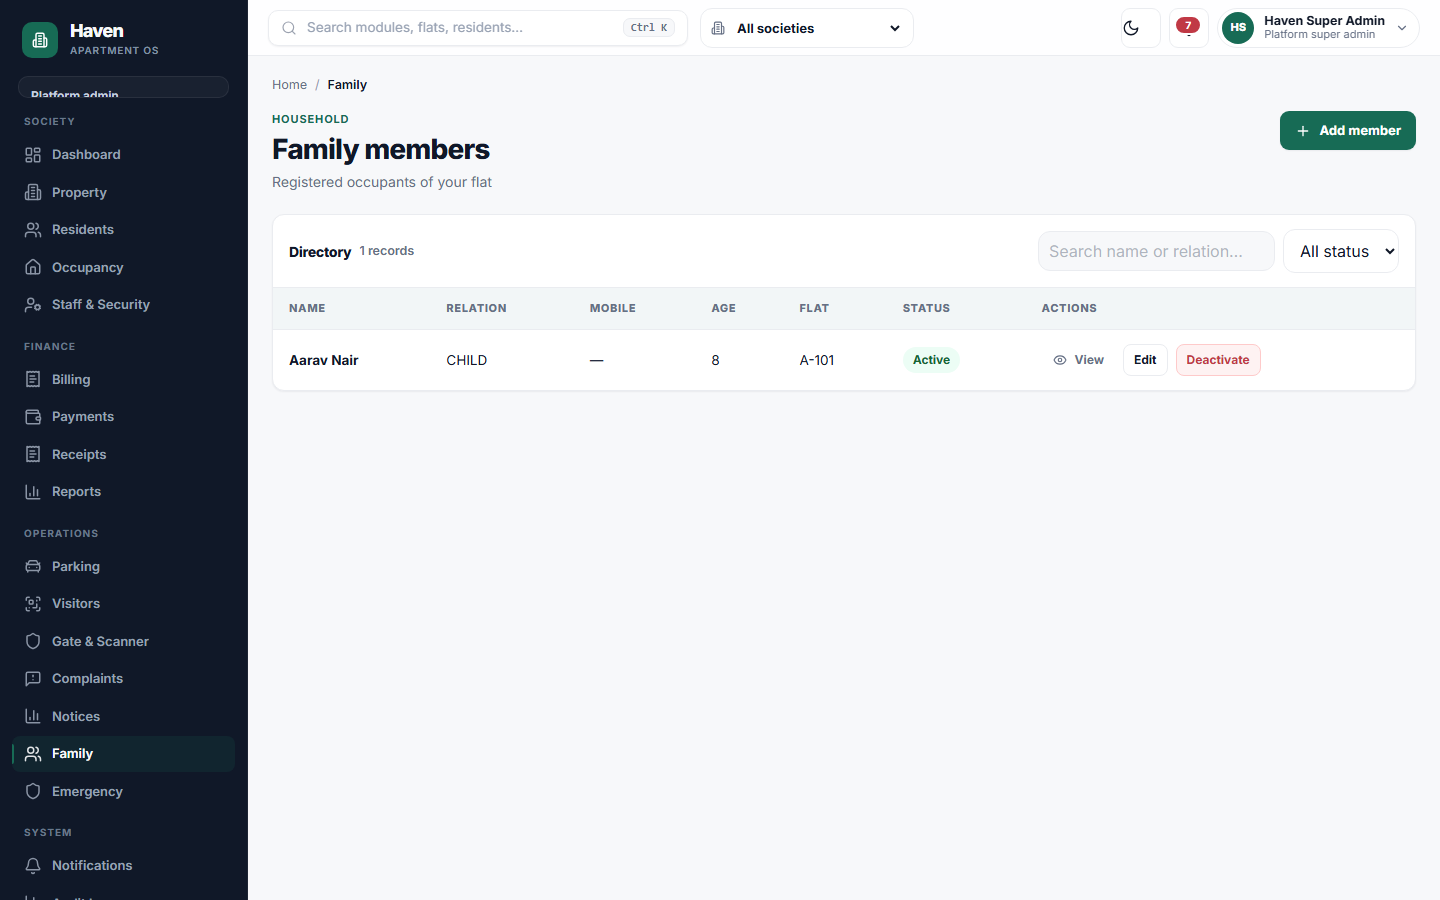 Haven
APARTMENT OS
Platform admin
SOCIETY
Dashboard
Property
Residents
Occupancy
Staff & Security
FINANCE
Billing
Payments
Receipts
Reports
OPERATIONS
Parking
Visitors
Gate & Scanner
Complaints
Notices
Family
Emergency
SYSTEM
Notifications
Search modules, flats, residents...
Ctrl K
All societies
7
HS
Haven Super Admin
Platform super admin
Home / Family
HOUSEHOLD
Family members
Registered occupants of your flat
+ Add member
Directory 1 records
Search name or relation...
All status
NAME RELATION MOBILE AGE FLAT STATUS ACTIONS
Aarav Nair CHILD — 8 A-101 Active View Edit Deactivate